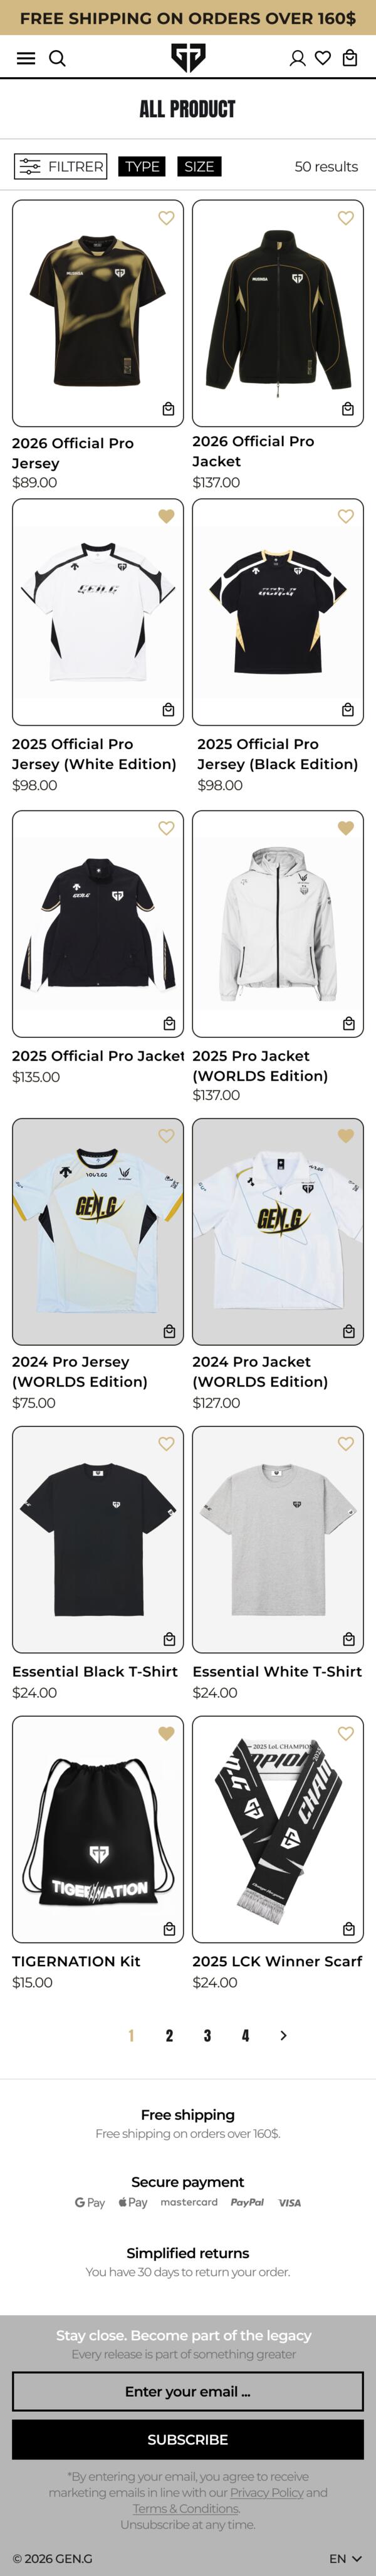 FREE SHIPPING ON ORDERS OVER 160$
ALL PRODUCT
FILTRER TYPE SIZE 50 results
2026 Official Pro
Jersey
$89.00
2026 Official Pro
Jacket
$137.00
GEN.G
2025 Official Pro
Jersey (White Edition)
$98.00
2025 Official Pro
Jersey (Black Edition)
$98.00
GEN.G
2025 Official Pro Jacket
$135.00
2025 Pro Jacket
(WORLDS Edition)
$137.00
GEN.G
2024 Pro Jersey
(WORLDS Edition)
$75.00
GEN.G
2024 Pro Jacket
(WORLDS Edition)
$127.00
Essential Black T-Shirt
$24.00
Essential White T-Shirt
$24.00
TIGERNATION
TIGERNATION Kit
$15.00
2025 LoL CHAMPIO
2025 LCK Winner Scarf
$24.00
1 2 3 4
Free shipping
Free shipping on orders over 160$.
Secure payment
G Pay Pay mastercard PayPal VISA
Simplified returns
You have 30 days to return your order.
Stay close. Become part of the legacy
Every release is part of something greater
Enter your email ...
SUBSCRIBE
*By entering your email, you agree to receive
marketing emails in line with our Privacy Policy and
Terms & Conditions.
Unsubscribe at any time.
© 2026 GEN.G EN